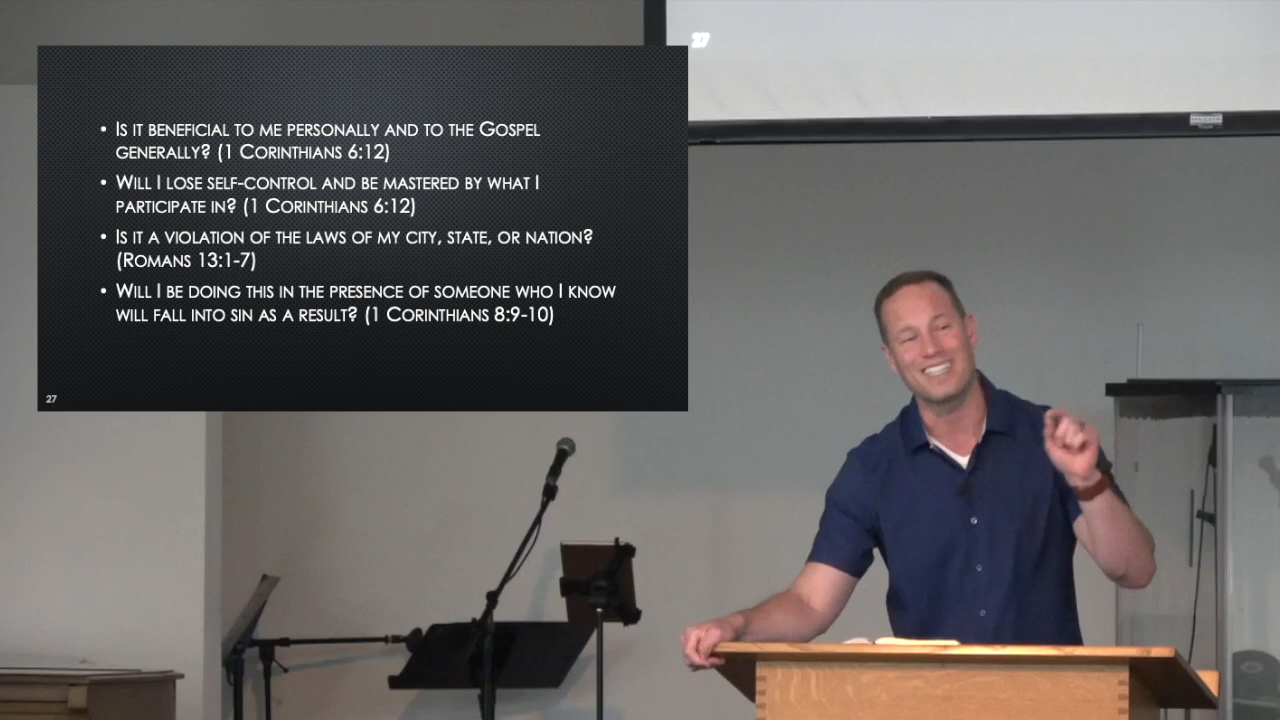 27
• Is it beneficial to me personally and to the Gospel
generally? (1 Corinthians 6:12)
• Will I lose self-control and be mastered by what I
participate in? (1 Corinthians 6:12)
• Is it a violation of the laws of my city, state, or nation?
(Romans 13:1-7)
• Will I be doing this in the presence of someone who I know
will fall into sin as a result? (1 Corinthians 8:9-10)
27